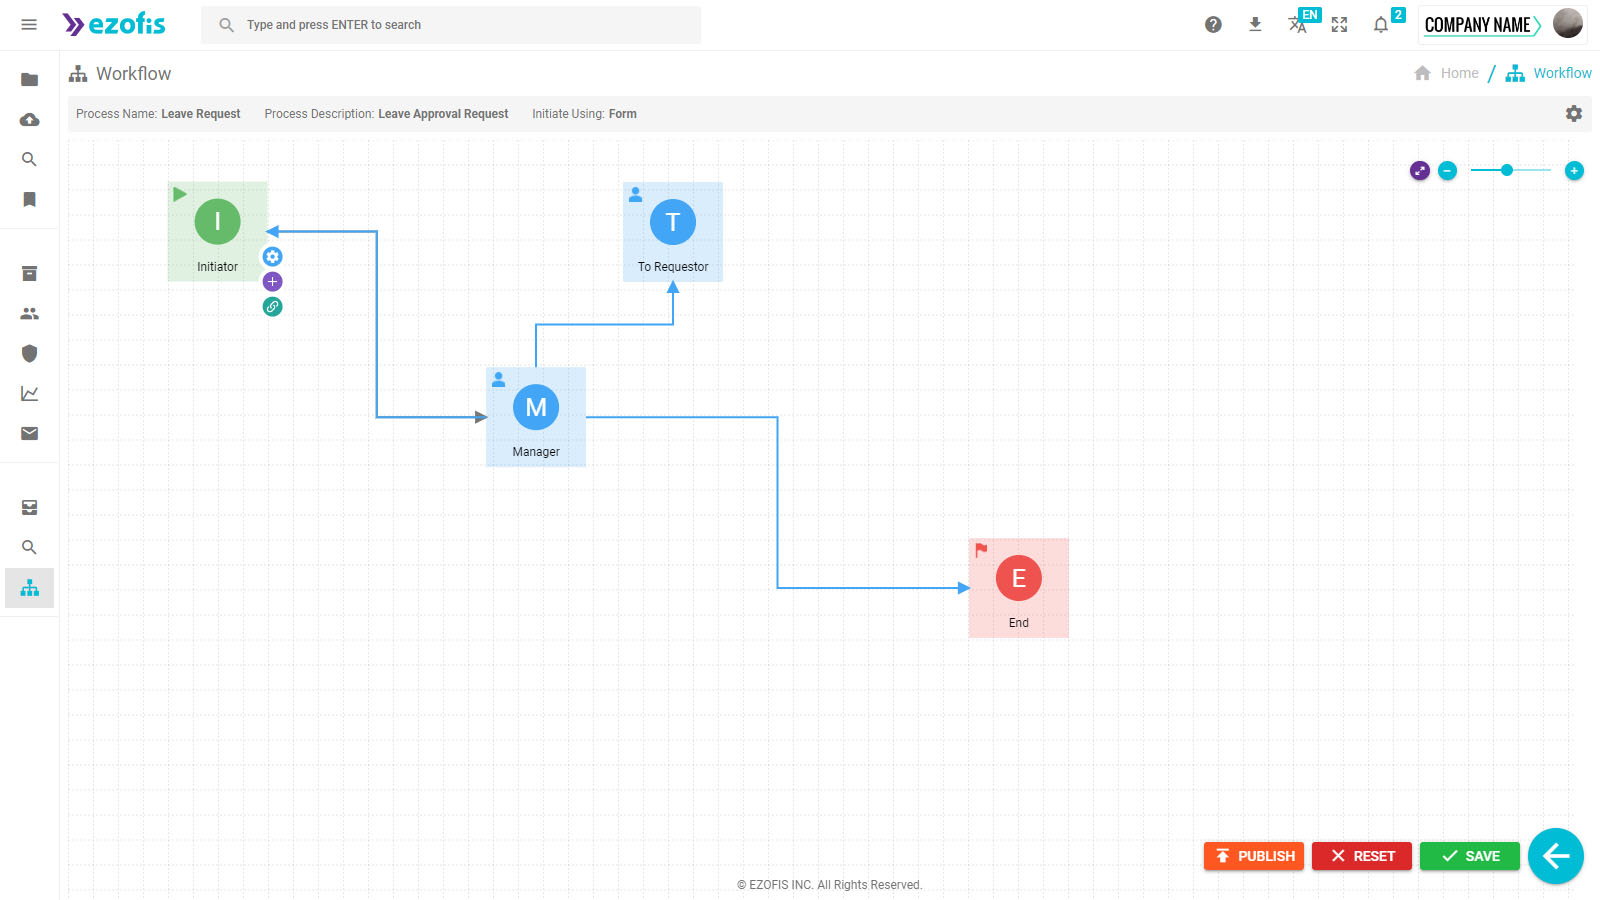 ezofis
Type and press ENTER to search
EN
2
COMPANY NAME
Workflow
Home / Workflow
Process Name: Leave Request
Process Description: Leave Approval Request
Initiate Using: Form
I
Initiator
T
To Requestor
M
Manager
E
End
PUBLISH
RESET
SAVE
© EZOFIS INC. All Rights Reserved.